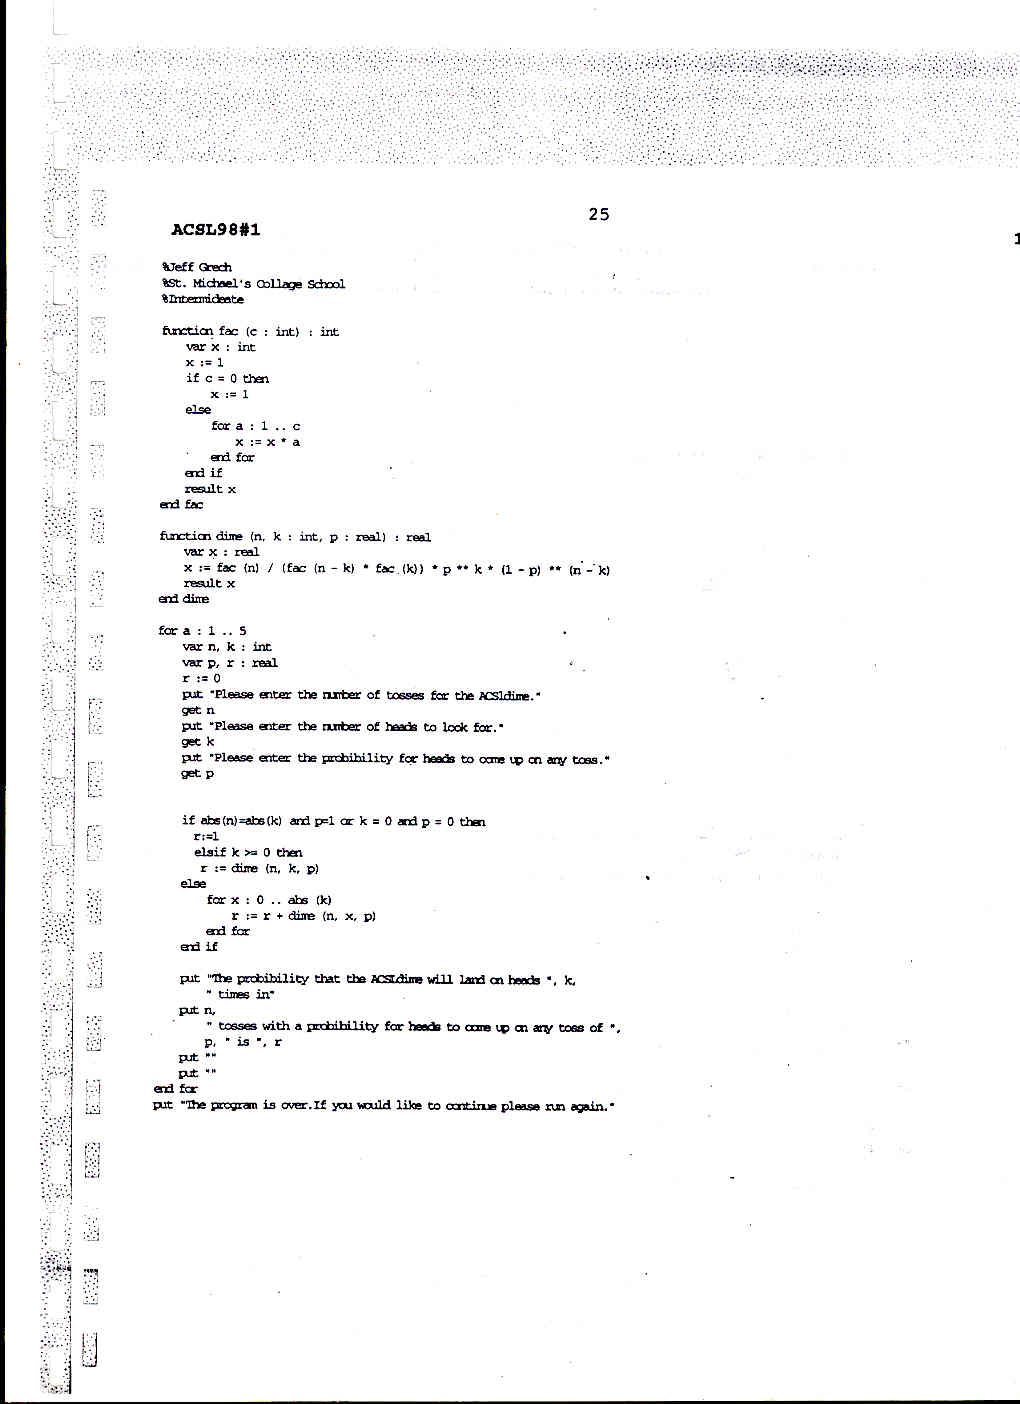 25
ACSL98#1
1
%Jeff Grech
%St. Michael's Collage School
%Intermideate
function fac (c : int) : int
var x : int
x := 1
if c = 0 then
x := 1
else
for a : 1 .. c
x := x * a
end for
end if
result x
end fac
function dime (n, k : int, p : real) : real
var x : real
x := fac (n) / (fac (n - k) * fac (k)) * p ** k * (1 - p) ** (n - k)
result x
end dime
for a : 1 .. 5
var n, k : int
var p, r : real
r := 0
put "Please enter the number of tosses for the ACSldime."
get n
put "Please enter the number of heads to look for."
get k
put "Please enter the probibility for heads to come up on any toss."
get p
if abs(n)=abs(k) and p=1 or k = 0 and p = 0 then
r:=1
elsif k >= 0 then
r := dime (n, k, p)
else
for x : 0 .. abs (k)
r := r + dime (n, x, p)
end for
end if
put "The probibility that the ACSLdime will land on heads ", k,
" times in"
put n,
" tosses with a probibility for heads to come up on any toss of ",
p, " is ", r
put ""
put ""
end for
put "The program is over.If you would like to continue please run again."